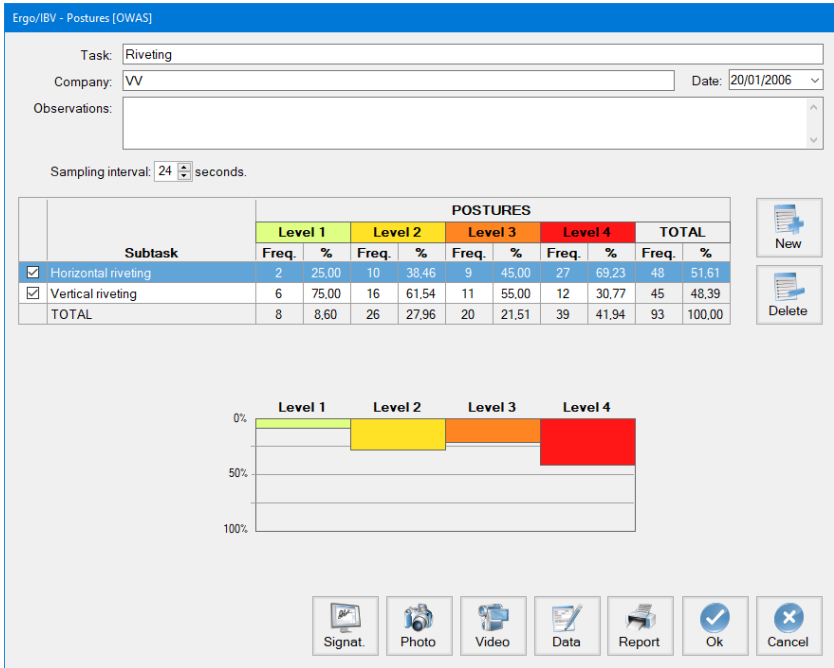 Ergo/IBV - Postures [OWAS]
Task: Riveting
Company: VV Date: 20/01/2006
Observations:
Sampling interval: 24 seconds.
POSTURES
Level 1 Level 2 Level 3 Level 4 TOTAL
Subtask Freq. % Freq. % Freq. % Freq. % Freq. %
Horizontal riveting 2 25,00 10 38,46 9 45,00 27 69,23 48 51,61
Vertical riveting 6 75,00 16 61,54 11 55,00 12 30,77 45 48,39
TOTAL 8 8,60 26 27,96 20 21,51 39 41,94 93 100,00
New
Delete
Level 1 Level 2 Level 3 Level 4
0%
50%
100%
Signat. Photo Video Data Report Ok Cancel